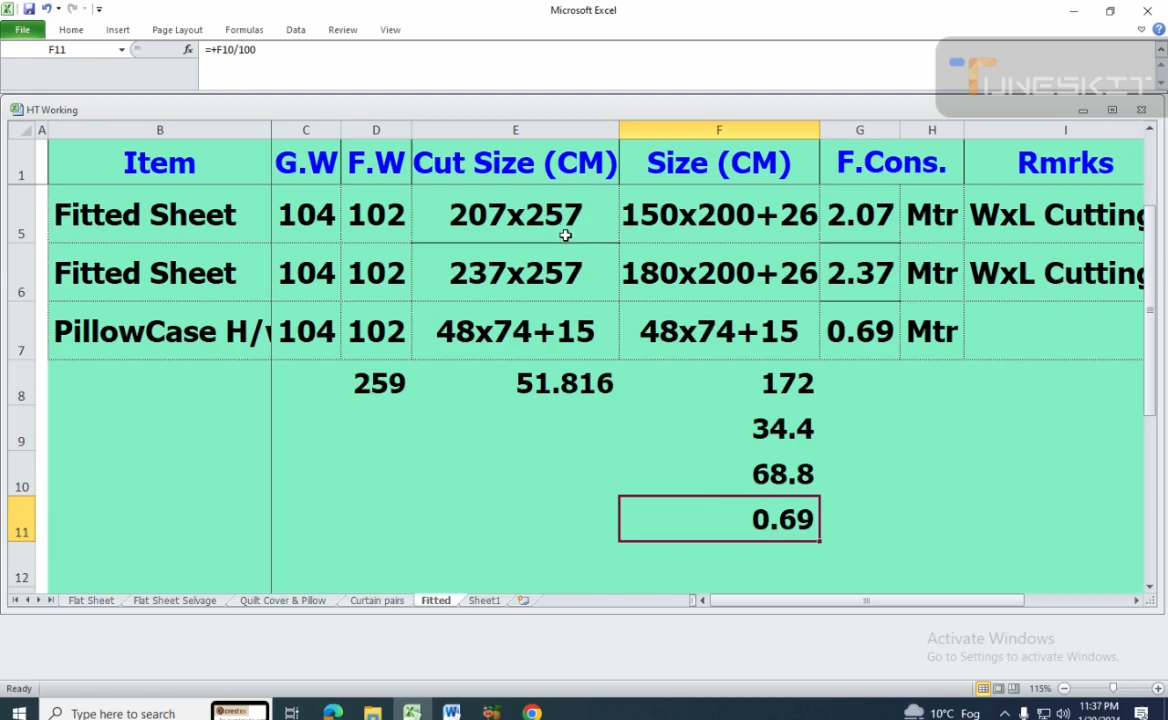 Microsoft Excel
File Home Insert Page Layout Formulas Data Review View
F11 fx =+F10/100
TUNESKIT
HT Working
A B C D E F G H I
1 Item G.W F.W Cut Size (CM) Size (CM) F.Cons. Rmrks
5 Fitted Sheet 104 102 207x257 150x200+26 2.07 Mtr WxL Cutting
6 Fitted Sheet 104 102 237x257 180x200+26 2.37 Mtr WxL Cutting
7 PillowCase H/w 104 102 48x74+15 48x74+15 0.69 Mtr
8 259 51.816 172
9 34.4
10 68.8
11 0.69
12
Flat Sheet Flat Sheet Selvage Quilt Cover & Pillow Curtain pairs Fitted Sheet1
Activate Windows
Go to Settings to activate Windows.
Ready 115%
Type here to search 10°C Fog 11:37 PM